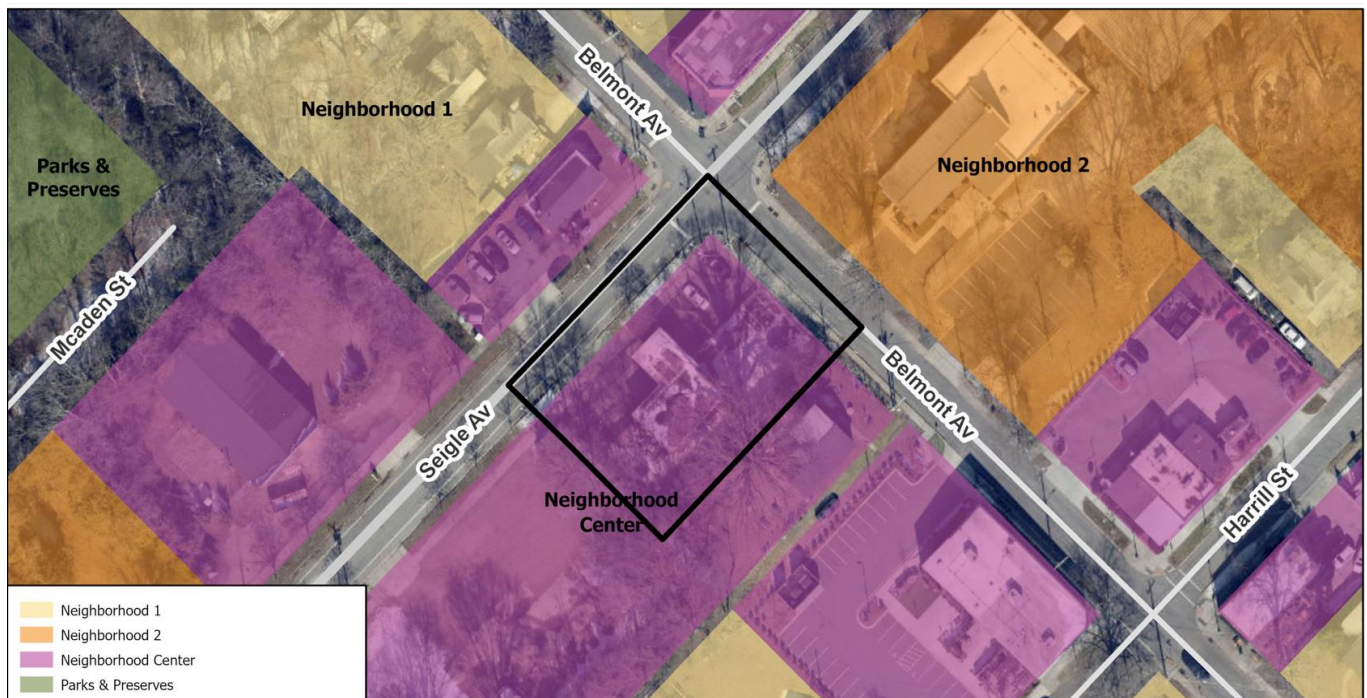 Belmont Av
Neighborhood 1
Parks &
Preserves
Neighborhood 2
Mcaden St
Seigle Av
Belmont Av
Neighborhood
Center
Harrill St
Neighborhood 1
Neighborhood 2
Neighborhood Center
Parks & Preserves